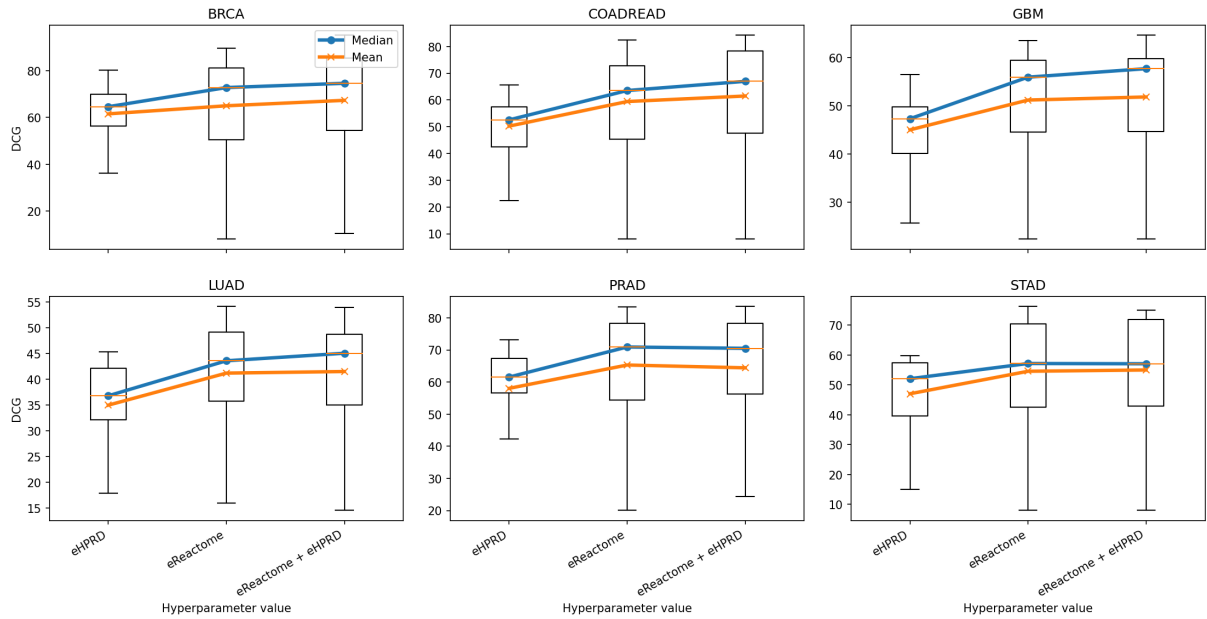 BRCA
COADREAD
GBM
Median
Mean
DCG
80
60
40
20
80
70
60
50
40
30
20
10
60
50
40
30
LUAD
PRAD
STAD
DCG
55
50
45
40
35
30
25
20
15
80
70
60
50
40
30
20
70
60
50
40
30
20
10
eHPRD
eReactome
eReactome + eHPRD
eHPRD
eReactome
eReactome + eHPRD
eHPRD
eReactome
eReactome + eHPRD
Hyperparameter value
Hyperparameter value
Hyperparameter value